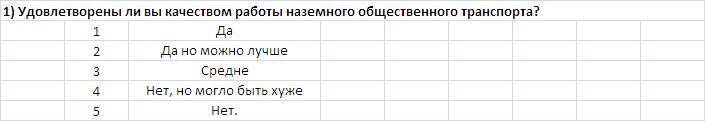 1) Удовлетворены ли вы качеством работы наземного общественного транспорта?
1 Да
2 Да но можно лучше
3 Средне
4 Нет, но могло быть хуже
5 Нет.